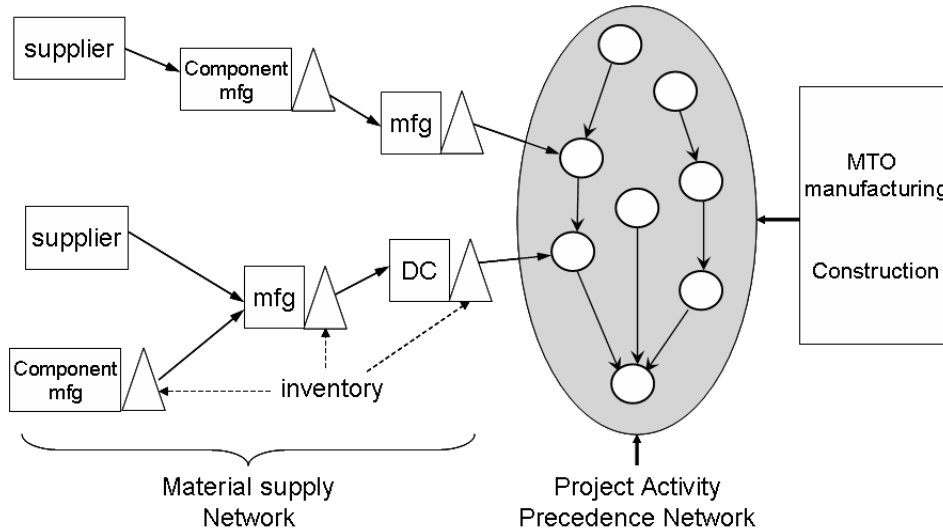 supplier
Component
mfg
mfg
MTO
manufacturing
Construction
supplier
mfg
DC
Component
mfg
inventory
Material supply
Network
Project Activity
Precedence Network